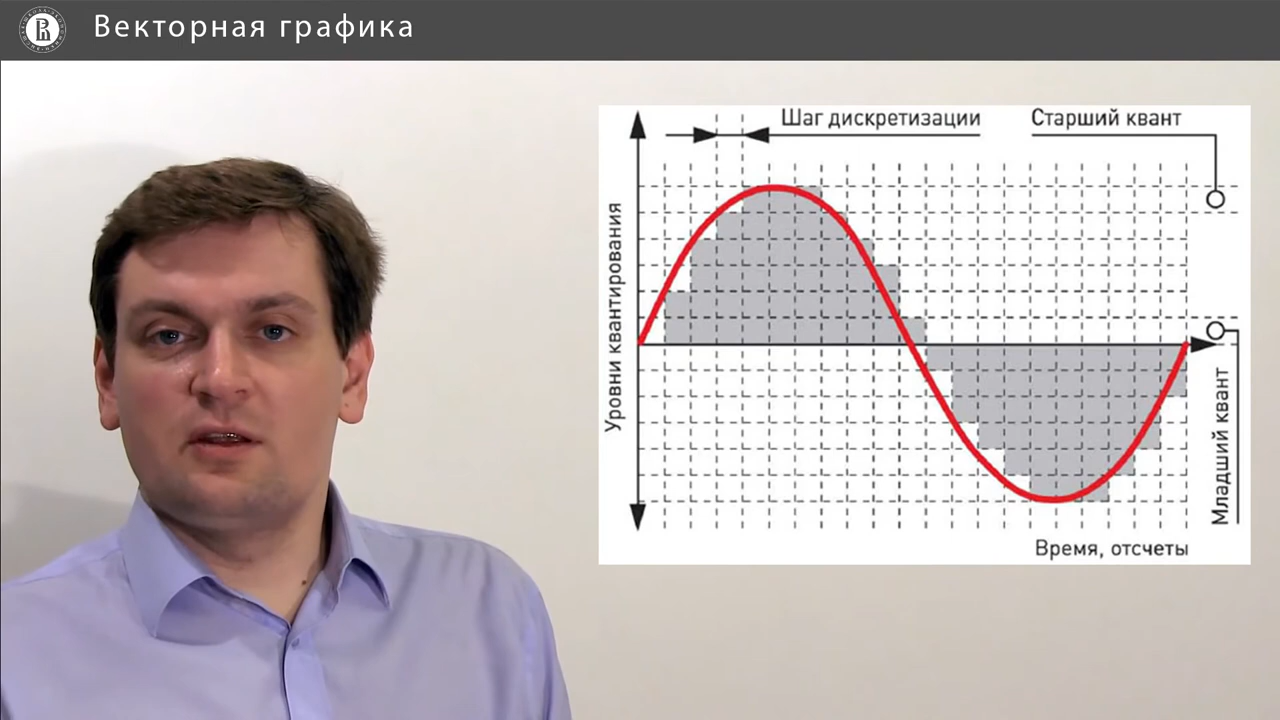 Векторная графика
Шаг дискретизации
Старший квант
Уровни квантирования
Младший квант
Время, отсчеты